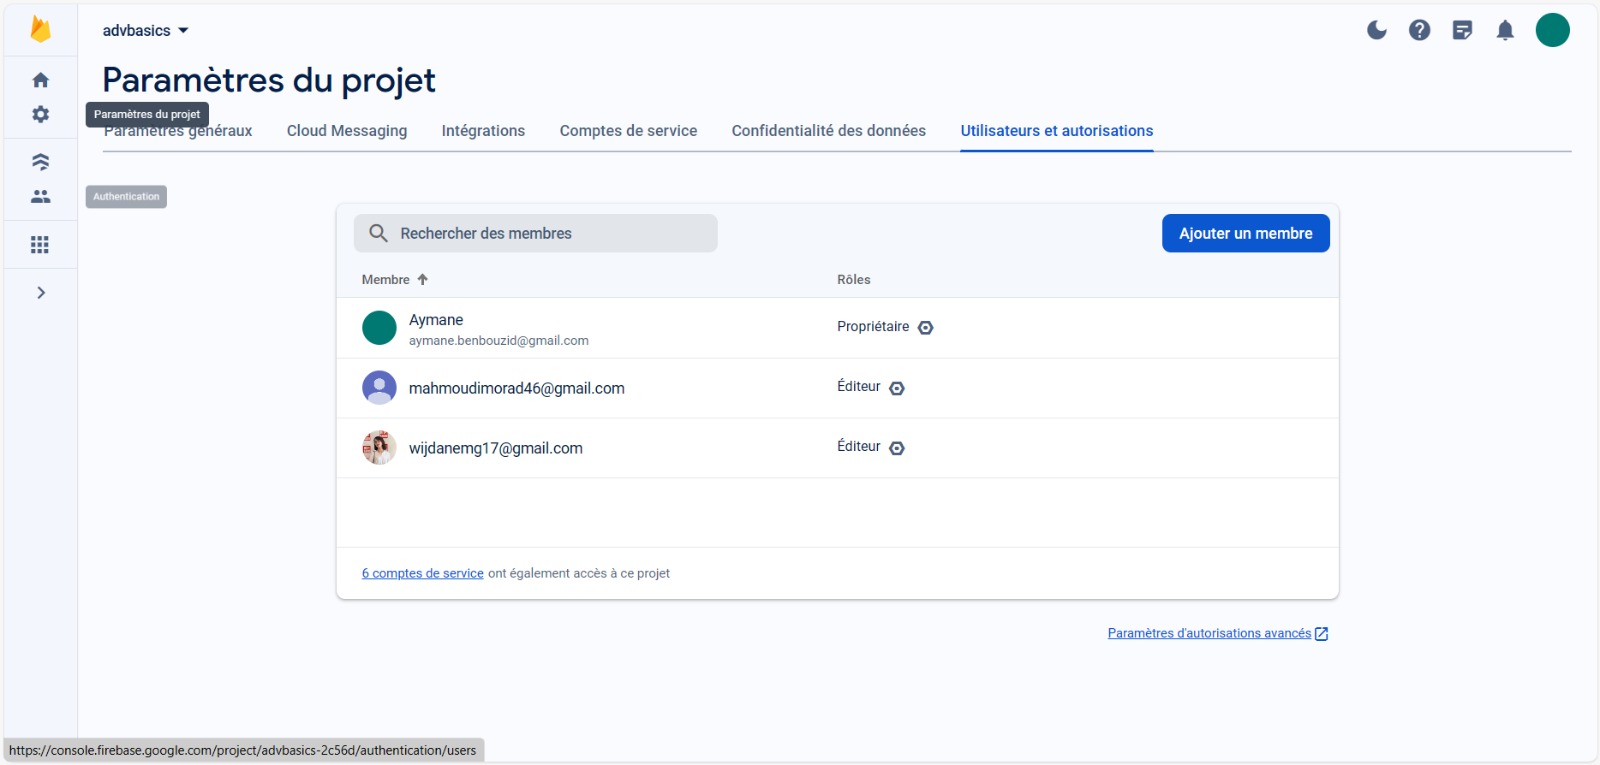 advbasics
Paramètres du projet
Paramètres du projet
Paramètres généraux
Cloud Messaging
Intégrations
Comptes de service
Confidentialité des données
Utilisateurs et autorisations
Authentication
Rechercher des membres
Ajouter un membre
Membre
Rôles
Aymane
aymane.benbouzid@gmail.com
Propriétaire
mahmoudimorad46@gmail.com
Éditeur
wijdanemg17@gmail.com
Éditeur
6 comptes de service ont également accès à ce projet
Paramètres d'autorisations avancés
https://console.firebase.google.com/project/advbasics-2c56d/authentication/users